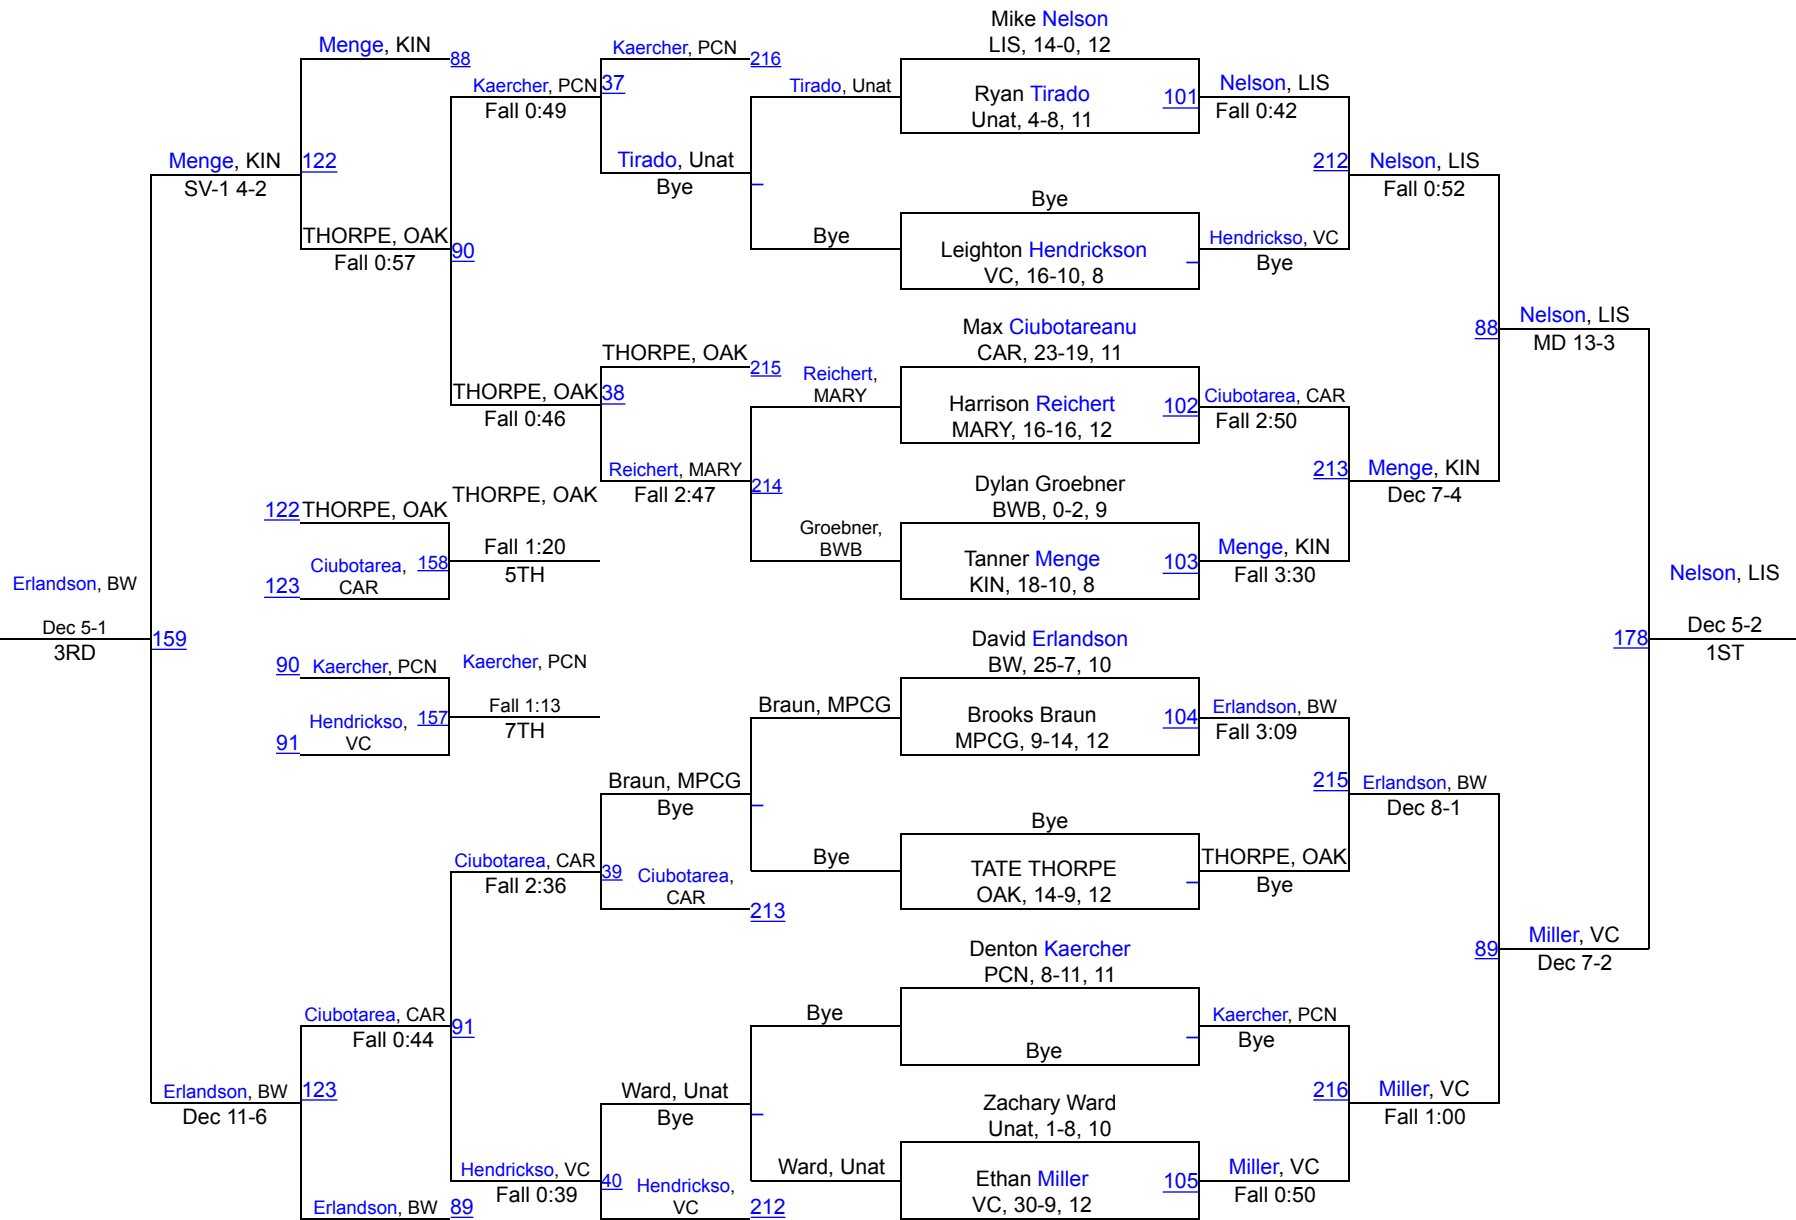 Mike Nelson
LIS, 14-0, 12
Menge, KIN
88
Kaercher, PCN
216
Kaercher, PCN
37
Fall 0:49
Tirado, Unat
Ryan Tirado
Unat, 4-8, 11
101
Nelson, LIS
Fall 0:42
Menge, KIN
122
SV-1 4-2
Tirado, Unat
Bye
212
Nelson, LIS
Fall 0:52
Bye
THORPE, OAK
Fall 0:57
90
Bye
Leighton Hendrickson
VC, 16-10, 8
Hendrickso, VC
Bye
Max Ciubotareanu
CAR, 23-19, 11
88
Nelson, LIS
MD 13-3
THORPE, OAK
215
THORPE, OAK
38
Fall 0:46
Reichert,
MARY
Harrison Reichert
MARY, 16-16, 12
102
Ciubotarea, CAR
Fall 2:50
Reichert, MARY
Fall 2:47
214
213
Menge, KIN
Dec 7-4
Dylan Groebner
BWB, 0-2, 9
122
THORPE, OAK
THORPE, OAK
Groebner,
BWB
Tanner Menge
KIN, 18-10, 8
103
Menge, KIN
Fall 3:30
Ciubotarea,
CAR
158
123
Fall 1:20
5TH
Erlandson, BW
Dec 5-1
3RD
159
Nelson, LIS
178
Dec 5-2
1ST
David Erlandson
BW, 25-7, 10
90
Kaercher, PCN
Kaercher, PCN
Hendrickso,
VC
157
91
Fall 1:13
7TH
Braun, MPCG
Brooks Braun
MPCG, 9-14, 12
104
Erlandson, BW
Fall 3:09
Braun, MPCG
Bye
215
Erlandson, BW
Dec 8-1
Bye
Bye
TATE THORPE
OAK, 14-9, 12
THORPE, OAK
Bye
Ciubotarea, CAR
Fall 2:36
39
Ciubotarea,
CAR
213
Denton Kaercher
PCN, 8-11, 11
89
Miller, VC
Dec 7-2
Ciubotarea, CAR
Fall 0:44
91
Bye
Bye
Kaercher, PCN
Bye
Erlandson, BW
Dec 11-6
123
Ward, Unat
Bye
216
Miller, VC
Fall 1:00
Zachary Ward
Unat, 1-8, 10
Hendrickso, VC
Fall 0:39
40
Hendrickso,
VC
212
Ward, Unat
Ethan Miller
VC, 30-9, 12
105
Miller, VC
Fall 0:50
Erlandson, BW
89